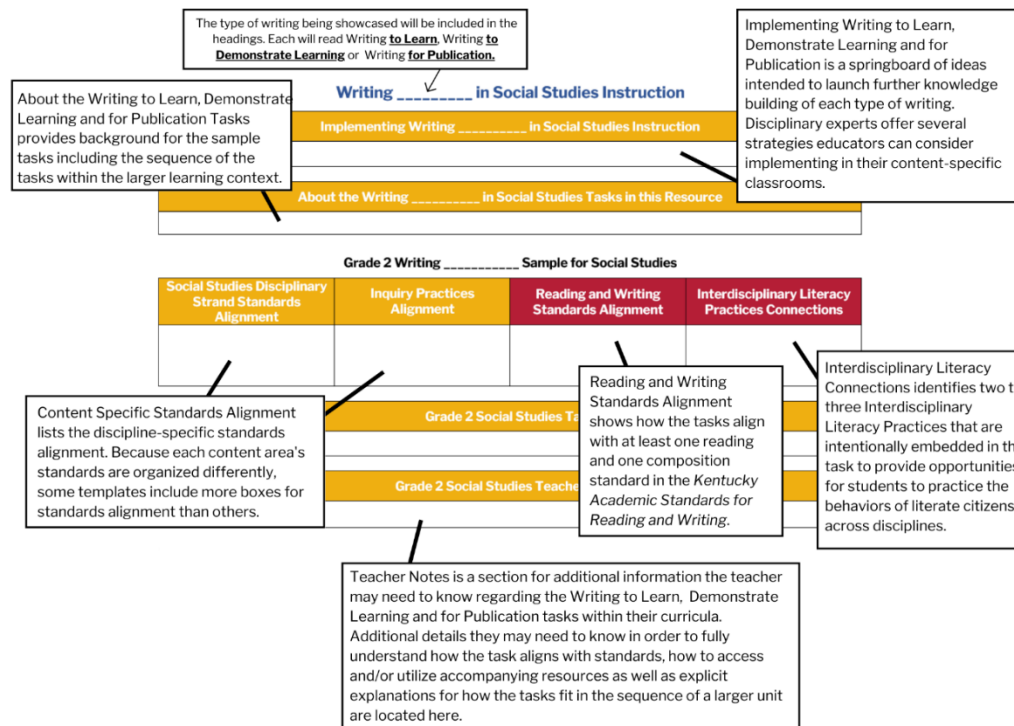 The type of writing being showcased will be included in the
headings. Each will read Writing to Learn, Writing to
Demonstrate Learning or Writing for Publication.
Implementing Writing to Learn,
Demonstrate Learning and for
Publication is a springboard of ideas
intended to launch further knowledge
building of each type of writing.
Disciplinary experts offer several
strategies educators can consider
implementing in their content-specific
classrooms.
About the Writing to Learn, Demonstrate
Learning and for Publication Tasks
provides background for the sample
tasks including the sequence of the
tasks within the larger learning context.
Writing _________ in Social Studies Instruction
Implementing Writing __________ in Social Studies Instruction
About the Writing __________ in Social Studies Tasks in this Resource
Grade 2 Writing ___________ Sample for Social Studies
Social Studies Disciplinary
Strand Standards
Alignment
Inquiry Practices
Alignment
Reading and Writing
Standards Alignment
Interdisciplinary Literacy
Practices Connections
Content Specific Standards Alignment
lists the discipline-specific standards
alignment. Because each content area's
standards are organized differently,
some templates include more boxes for
standards alignment than others.
Reading and Writing
Standards Alignment
shows how the tasks align
with at least one reading
and one composition
standard in the Kentucky
Academic Standards for
Reading and Writing.
Interdisciplinary Literacy
Connections identifies two t
three Interdisciplinary
Literacy Practices that are
intentionally embedded in th
task to provide opportunities
for students to practice the
behaviors of literate citizens
across disciplines.
Grade 2 Social Studies Ta
Grade 2 Social Studies Teache
Teacher Notes is a section for additional information the teacher
may need to know regarding the Writing to Learn, Demonstrate
Learning and for Publication tasks within their curricula.
Additional details they may need to know in order to fully
understand how the task aligns with standards, how to access
and/or utilize accompanying resources as well as explicit
explanations for how the tasks fit in the sequence of a larger unit
are located here.